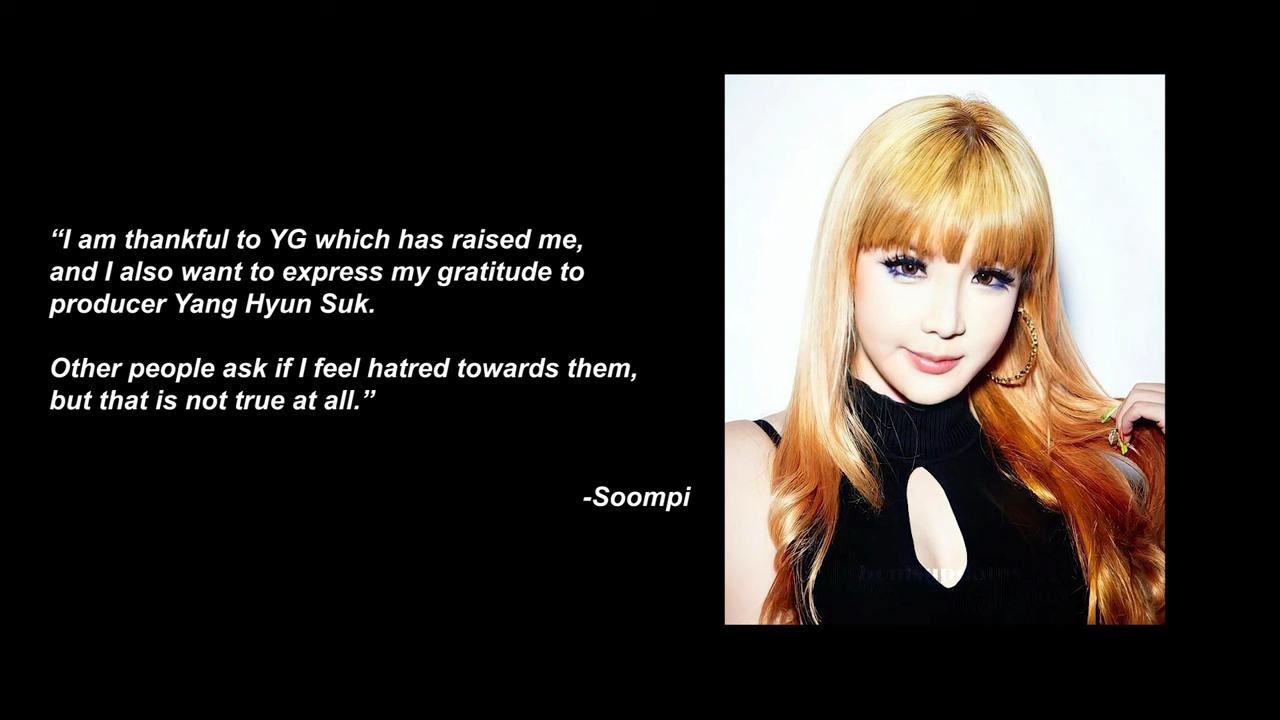 “I am thankful to YG which has raised me,
and I also want to express my gratitude to
producer Yang Hyun Suk.
Other people ask if I feel hatred towards them,
but that is not true at all.”
-Soompi